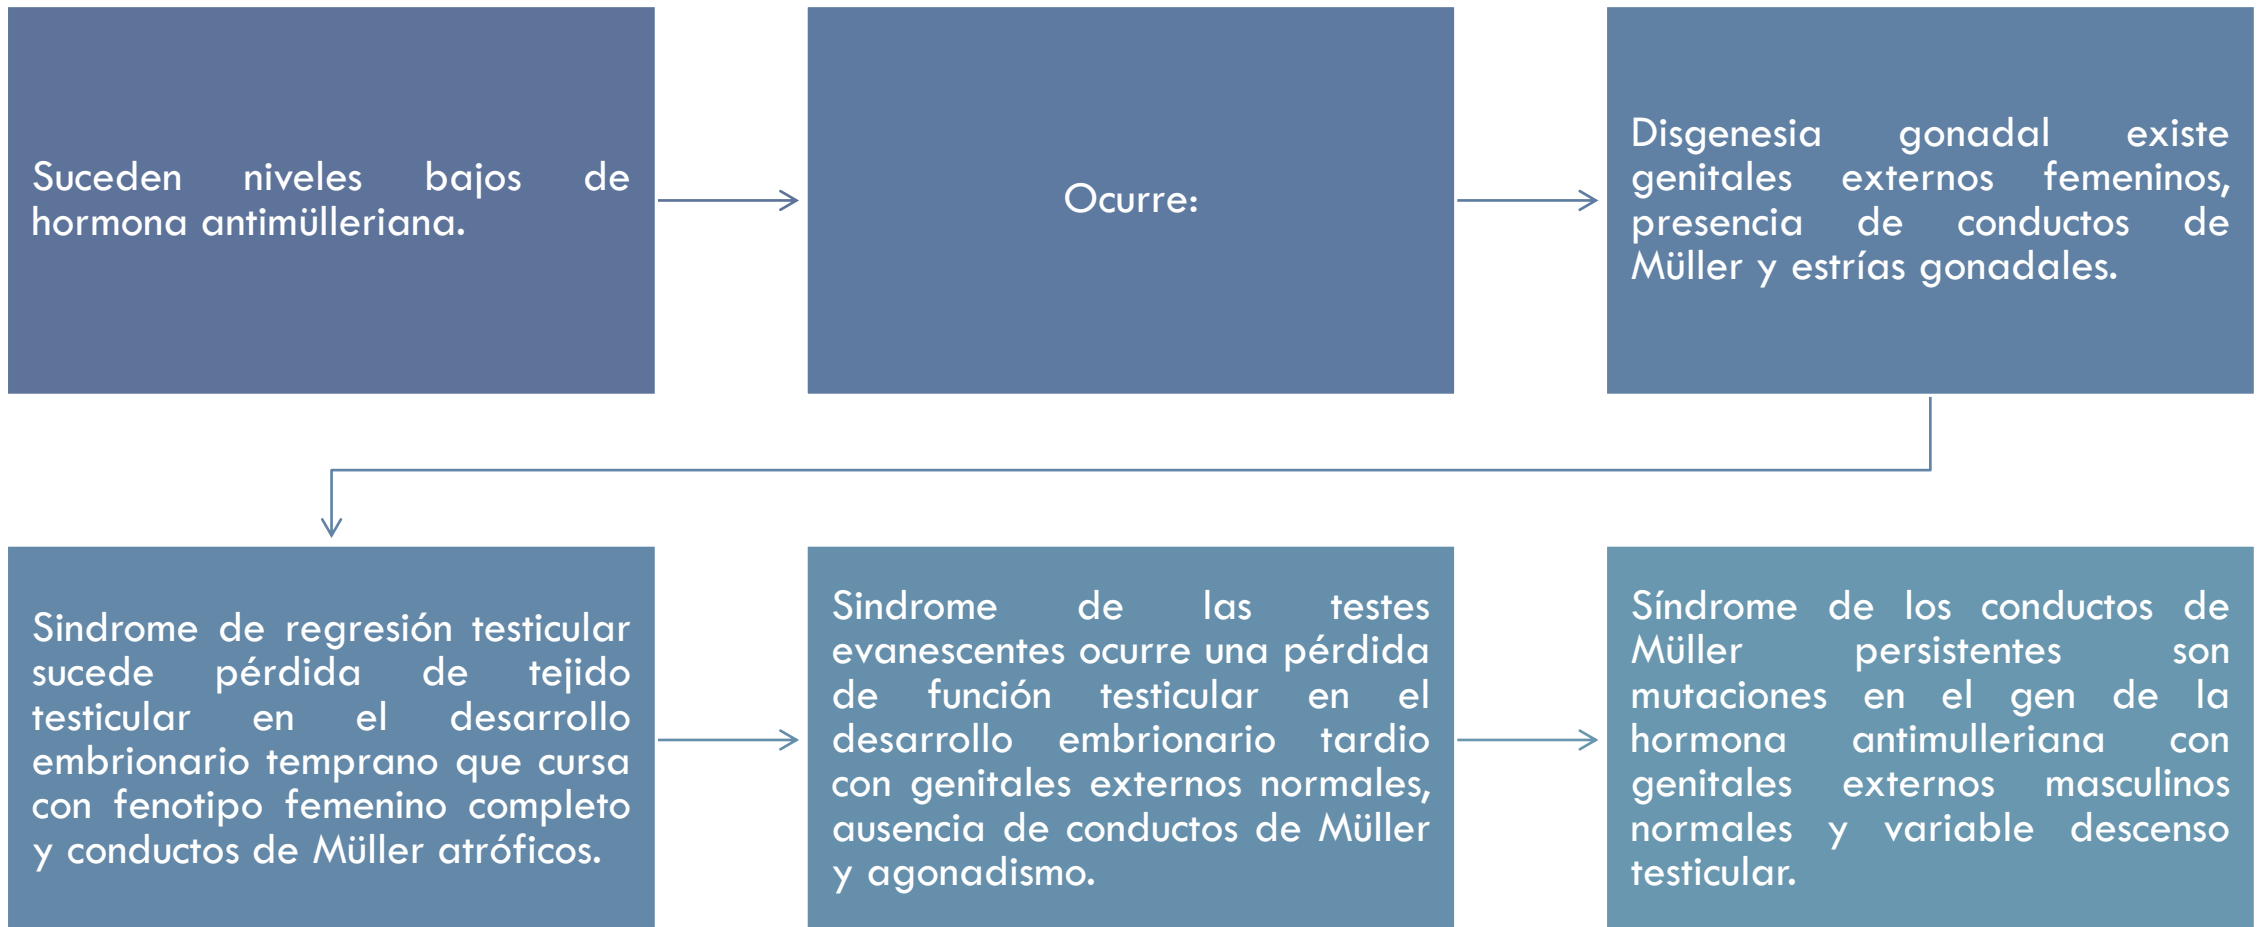 Suceden niveles bajos de
hormona antimülleriana.
Ocurre:
Disgenesia gonadal existe
genitales externos femeninos,
presencia de conductos de
Müller y estrías gonadales.
Sindrome de regresión testicular
sucede pérdida de tejido
testicular en el desarrollo
embrionario temprano que cursa
con fenotipo femenino completo
y conductos de Müller atróficos.
Sindrome de las testes
evanescentes ocurre una pérdida
de función testicular en el
desarrollo embrionario tardio
con genitales externos normales,
ausencia de conductos de Müller
y agonadismo.
Síndrome de los conductos de
Müller persistentes son
mutaciones en el gen de la
hormona antimulleriana con
genitales externos masculinos
normales y variable descenso
testicular.